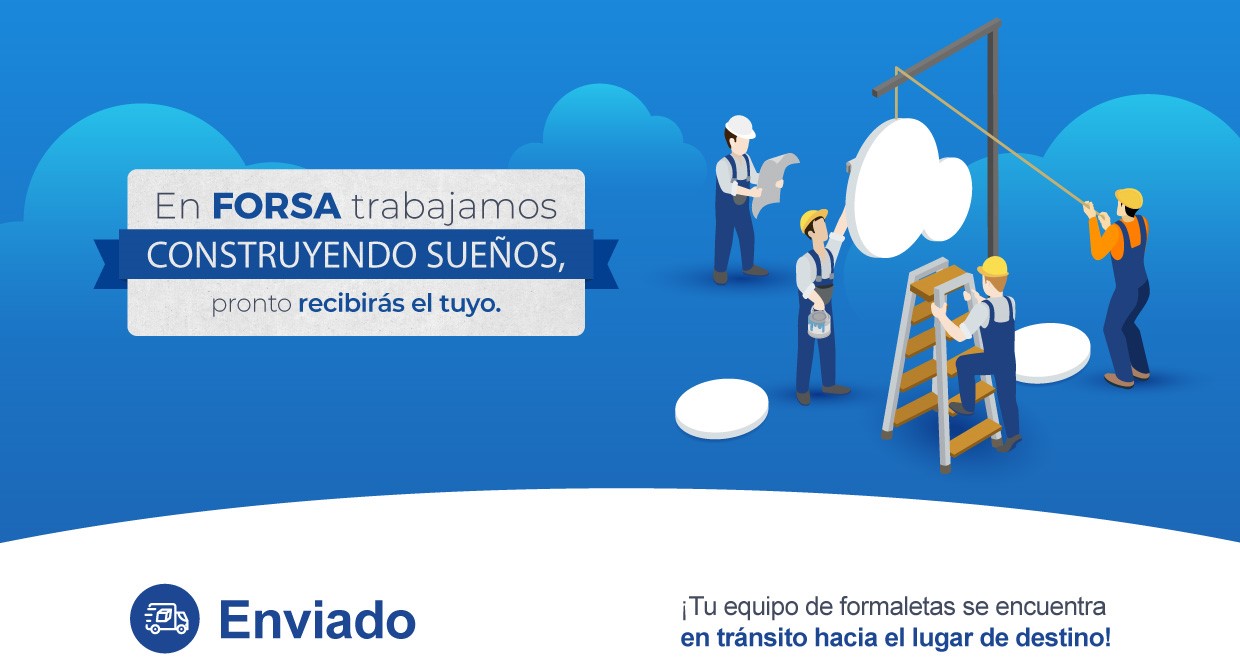 En FORSA trabajamos
CONSTRUYENDO SUEÑOS,
pronto recibirás el tuyo.
Enviado
¡Tu equipo de formaletas se encuentra
en tránsito hacia el lugar de destino!